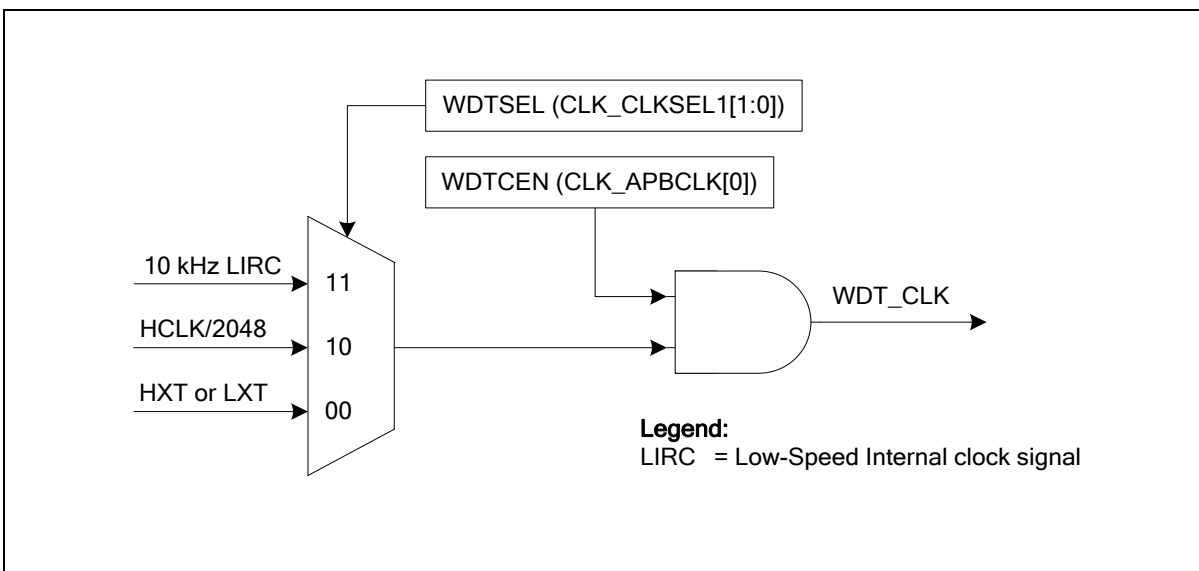 WDTSEL (CLK_CLKSEL1[1:0])
WDTCEN (CLK_APBCLK[0])
10 kHz LIRC
11
HCLK/2048
10
HXT or LXT
00
WDT_CLK
Legend:
LIRC = Low-Speed Internal clock signal